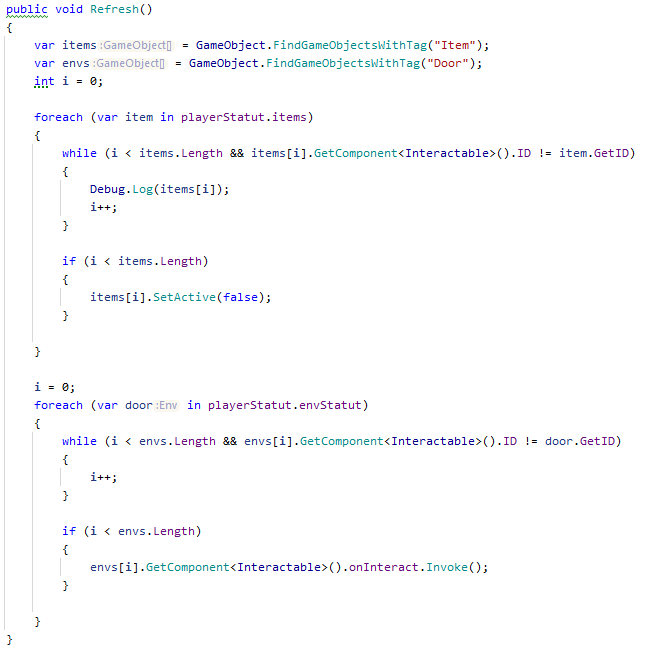 public void Refresh()
{
    var items :GameObject[] = GameObject.FindGameObjectsWithTag("Item");
    var envs :GameObject[] = GameObject.FindGameObjectsWithTag("Door");
    int i = 0;
    foreach (var item in playerStatut.items)
    {
        while (i < items.Length && items[i].GetComponent<Interactable>().ID != item.GetID)
        {
            Debug.Log(items[i]);
            i++;
        }
        if (i < items.Length)
        {
            items[i].SetActive(false);
        }
    }
    i = 0;
    foreach (var door :Env in playerStatut.envStatut)
    {
        while (i < envs.Length && envs[i].GetComponent<Interactable>().ID != door.GetID)
        {
            i++;
        }
        if (i < envs.Length)
        {
            envs[i].GetComponent<Interactable>().onInteract.Invoke();
        }
    }
}